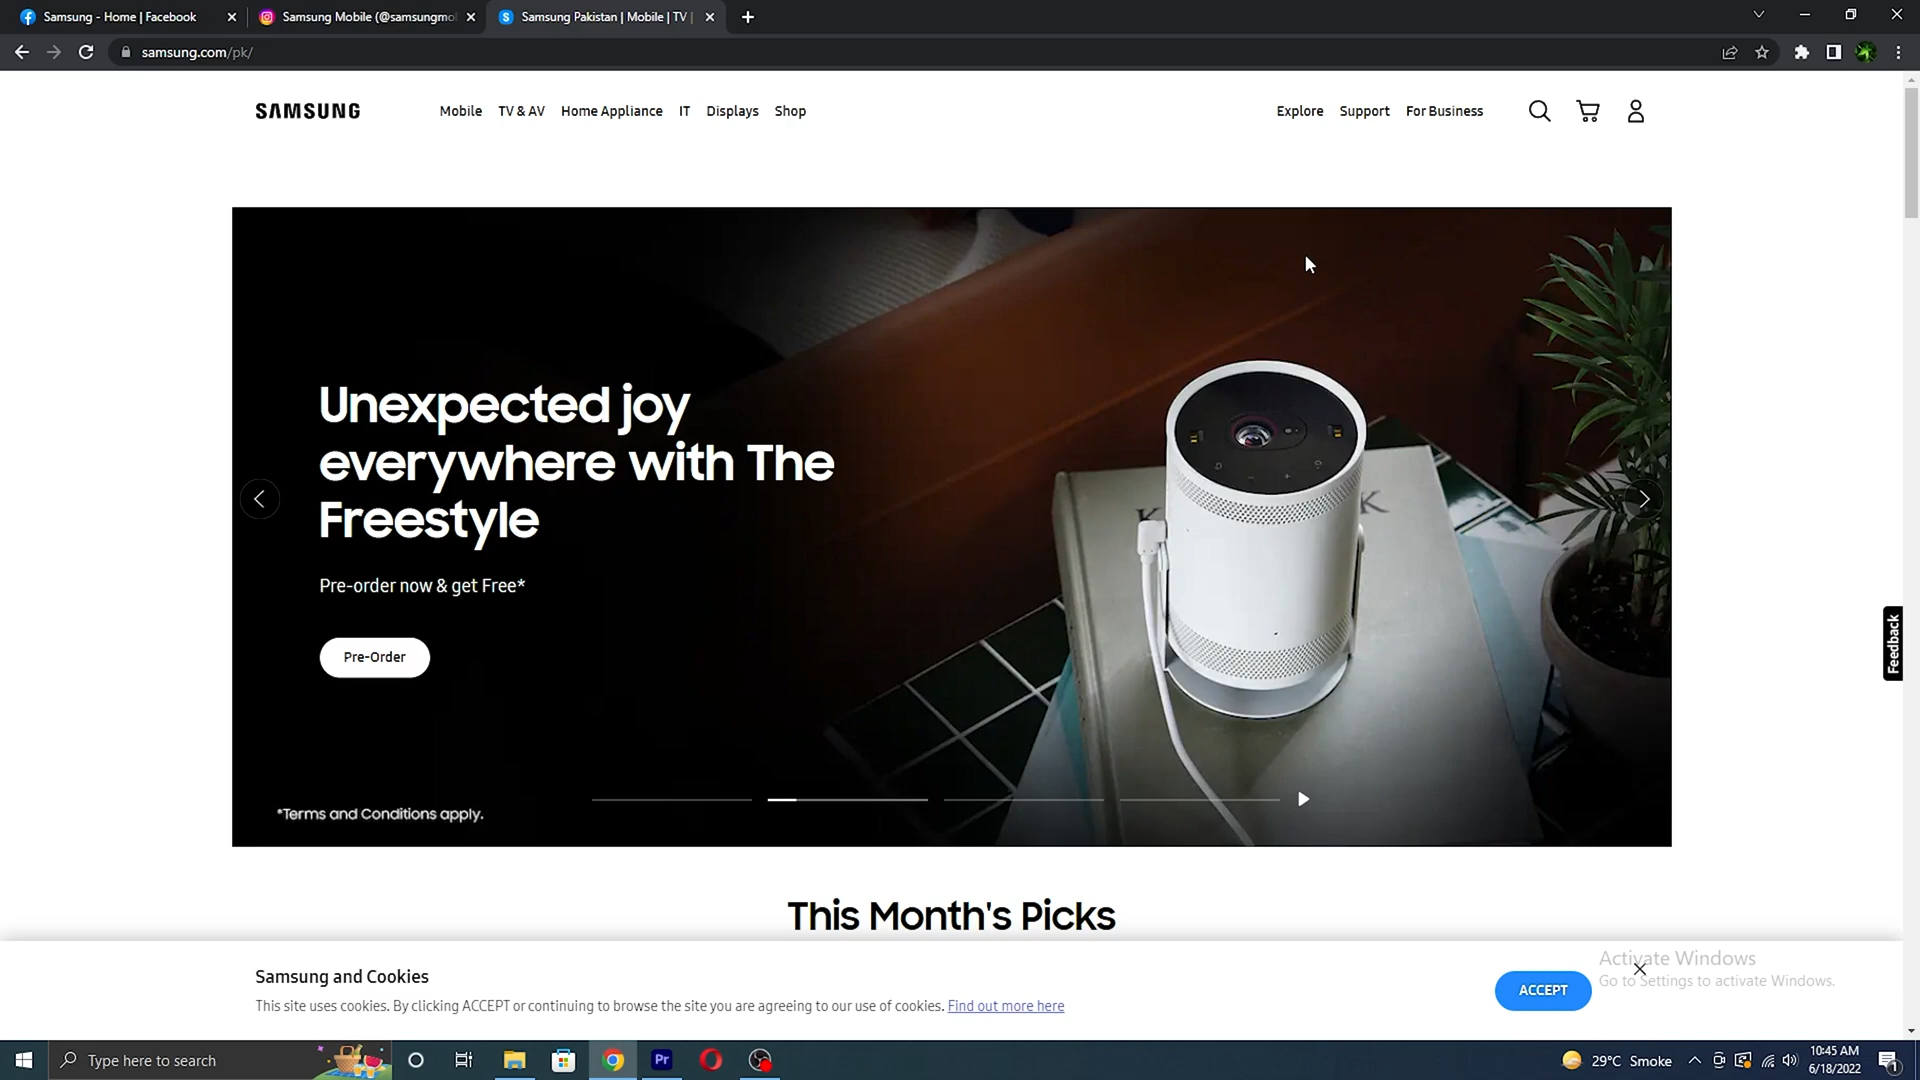 Samsung - Home | Facebook
Samsung Mobile (@samsungmo
Samsung Pakistan | Mobile | TV |
samsung.com/pk/
SAMSUNG
Mobile TV & AV Home Appliance IT Displays Shop
Explore Support For Business
Unexpected joy
everywhere with The
Freestyle
Pre-order now & get Free*
Pre-Order
*Terms and Conditions apply.
Feedback
This Month's Picks
Samsung and Cookies
This site uses cookies. By clicking ACCEPT or continuing to browse the site you are agreeing to our use of cookies. Find out more here
ACCEPT
Activate Windows
Go to Settings to activate Windows.
Type here to search
Pr
29°C Smoke
10:45 AM
6/18/2022
1